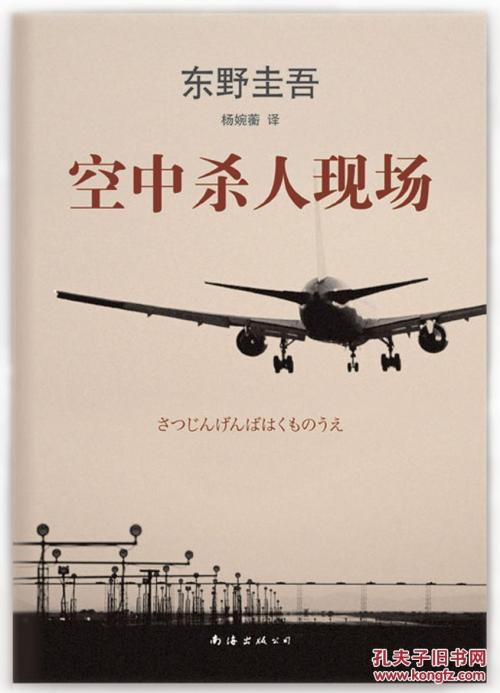 东野圭吾
杨婉蘅 译
空中杀人现场
さつじんげんばはくものうえ
南海出版公司
孔夫子旧书网
www.kongfz.com